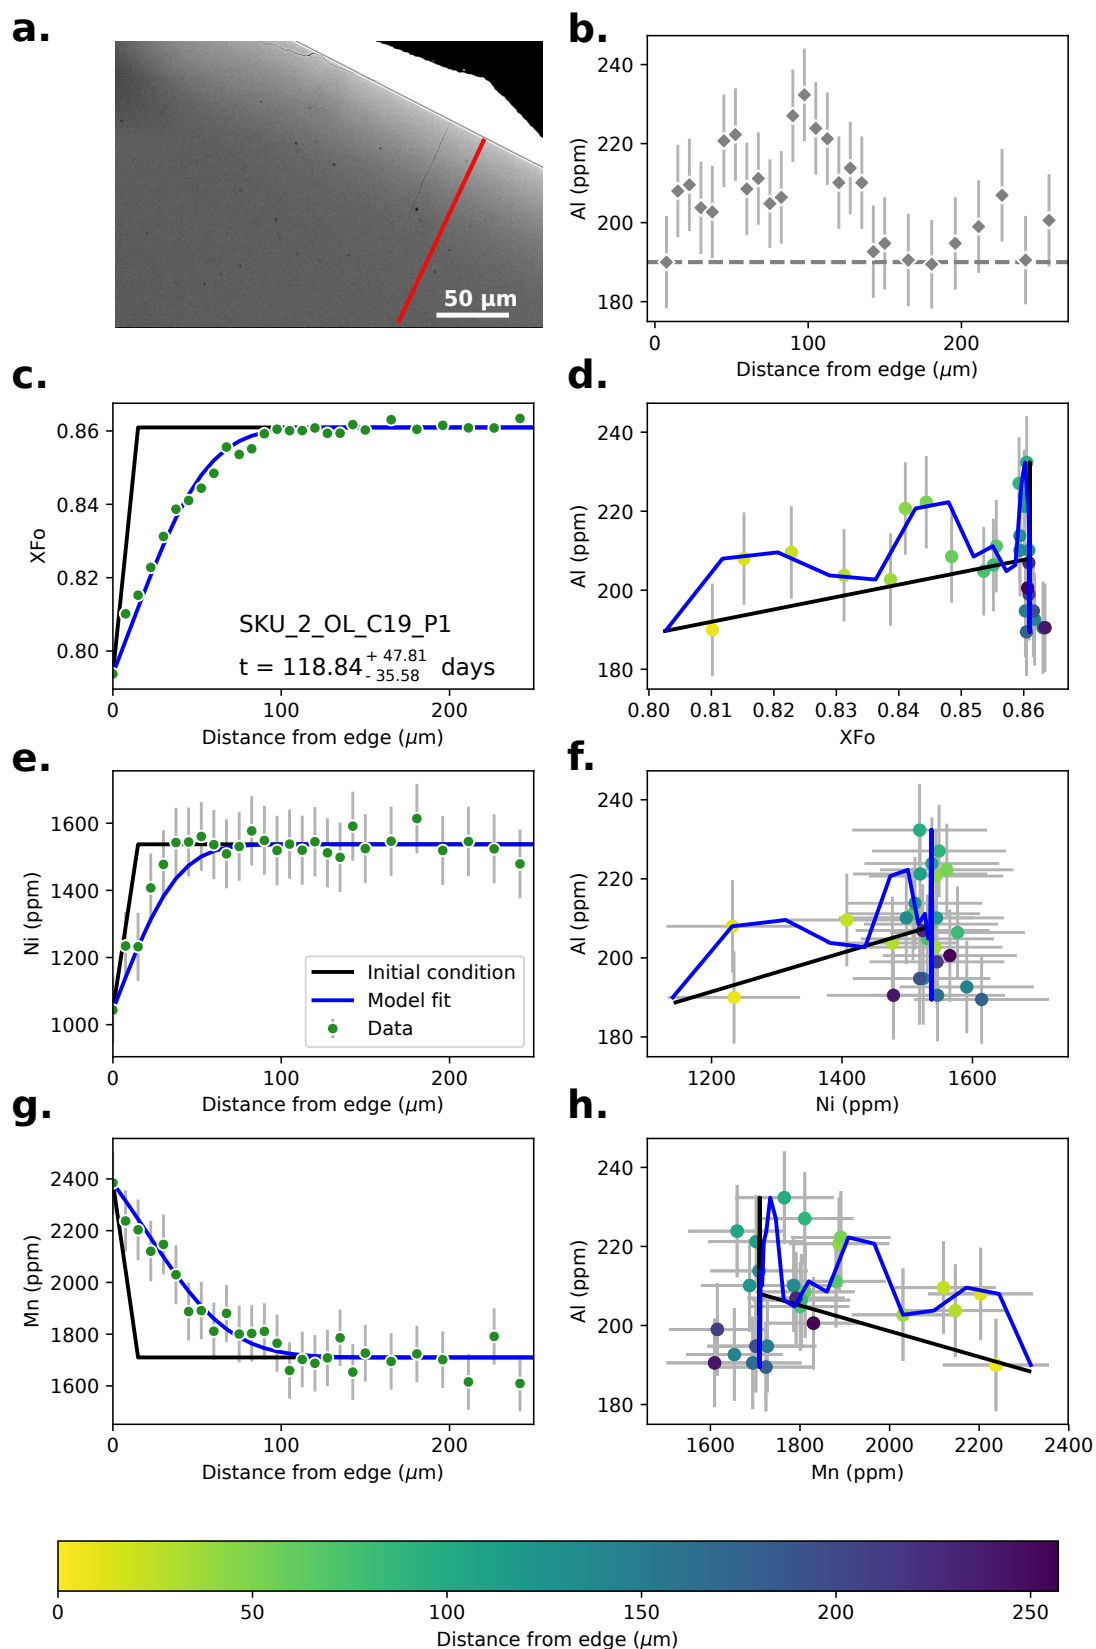 a.
50 µm
b.
240
220
200
180
Al (ppm)
0
100
200
Distance from edge (µm)
c.
0.86
0.84
0.82
0.80
XFo
SKU_2_OL_C19_P1
t = 118.84 + 47.81 - 35.58 days
0
100
200
Distance from edge (µm)
d.
240
220
200
180
Al (ppm)
0.80
0.81
0.82
0.83
0.84
0.85
0.86
XFo
e.
1600
1400
1200
1000
Ni (ppm)
Initial condition
Model fit
Data
0
100
200
Distance from edge (µm)
f.
240
220
200
180
Al (ppm)
1200
1400
1600
Ni (ppm)
g.
2400
2200
2000
1800
1600
Mn (ppm)
0
100
200
Distance from edge (µm)
h.
240
220
200
180
Al (ppm)
1600
1800
2000
2200
2400
Mn (ppm)
0
50
100
150
200
250
Distance from edge (µm)